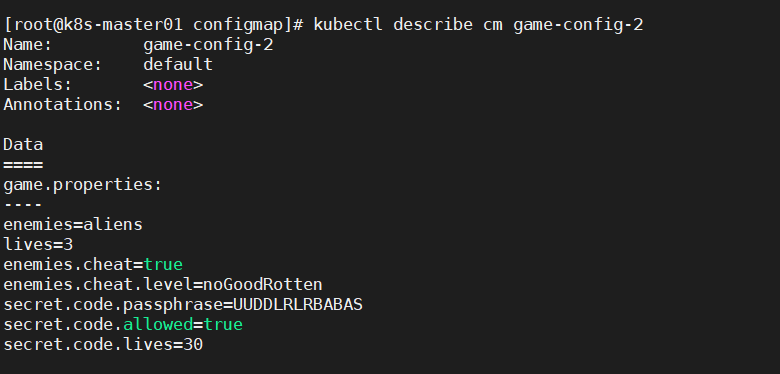 [root@k8s-master01 configmap]# kubectl describe cm game-config-2
Name:         game-config-2
Namespace:    default
Labels:       <none>
Annotations:  <none>

Data
====
game.properties:
----
enemies=aliens
lives=3
enemies.cheat=true
enemies.cheat.level=noGoodRotten
secret.code.passphrase=UUDDLRLRBABAS
secret.code.allowed=true
secret.code.lives=30